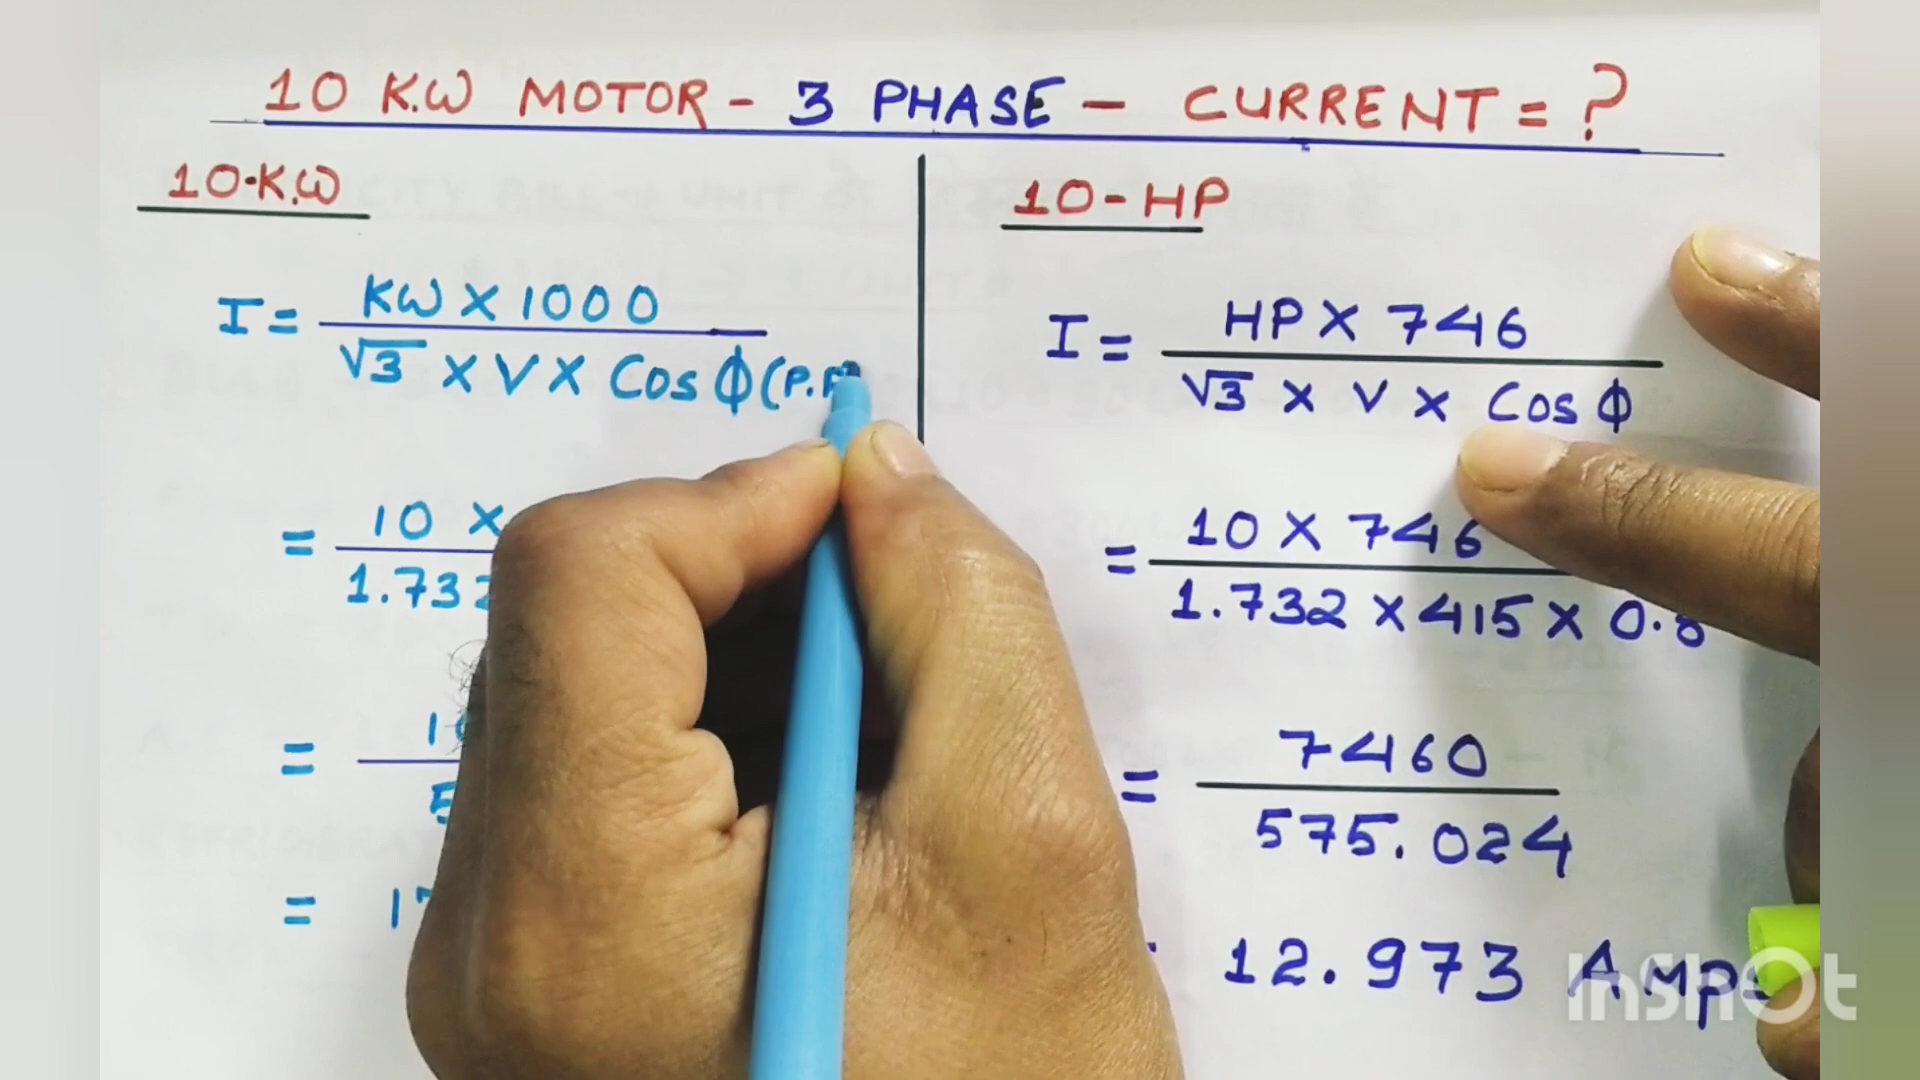 10 K.W MOTOR - 3 PHASE - CURRENT = ?
10-K.W
I = KW X 1000
√3 X V X Cos ϕ (P.F
= 10 X
1.732
=
= 17
10-HP
I = HP X 746
√3 X V X Cos ϕ
= 10 X 746
1.732 X 415 X 0.8
= 7460
575.024
12.973 Amps
InShOt